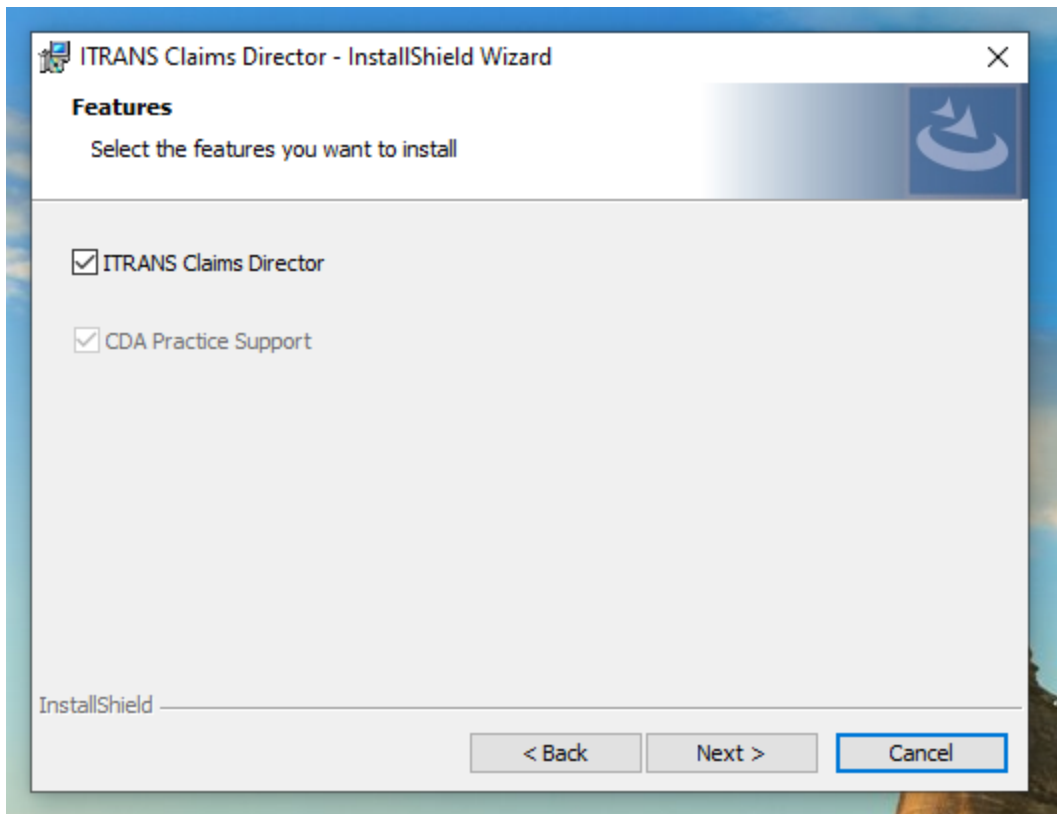 ITRANS Claims Director - InstallShield Wizard
Features
Select the features you want to install
ITRANS Claims Director
CDA Practice Support
InstallShield
< Back Next > Cancel